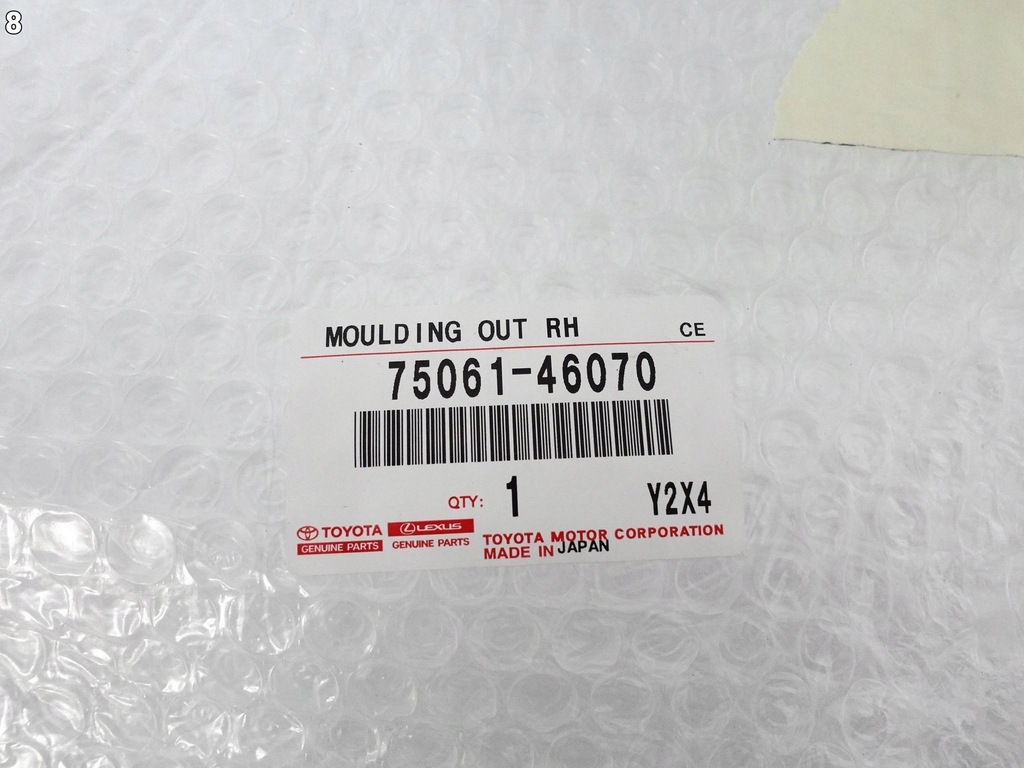 8
MOULDING OUT RH CE
75061-46070
QTY: 1 Y2X4
TOYOTA GENUINE PARTS
LEXUS GENUINE PARTS
TOYOTA MOTOR CORPORATION
MADE IN JAPAN